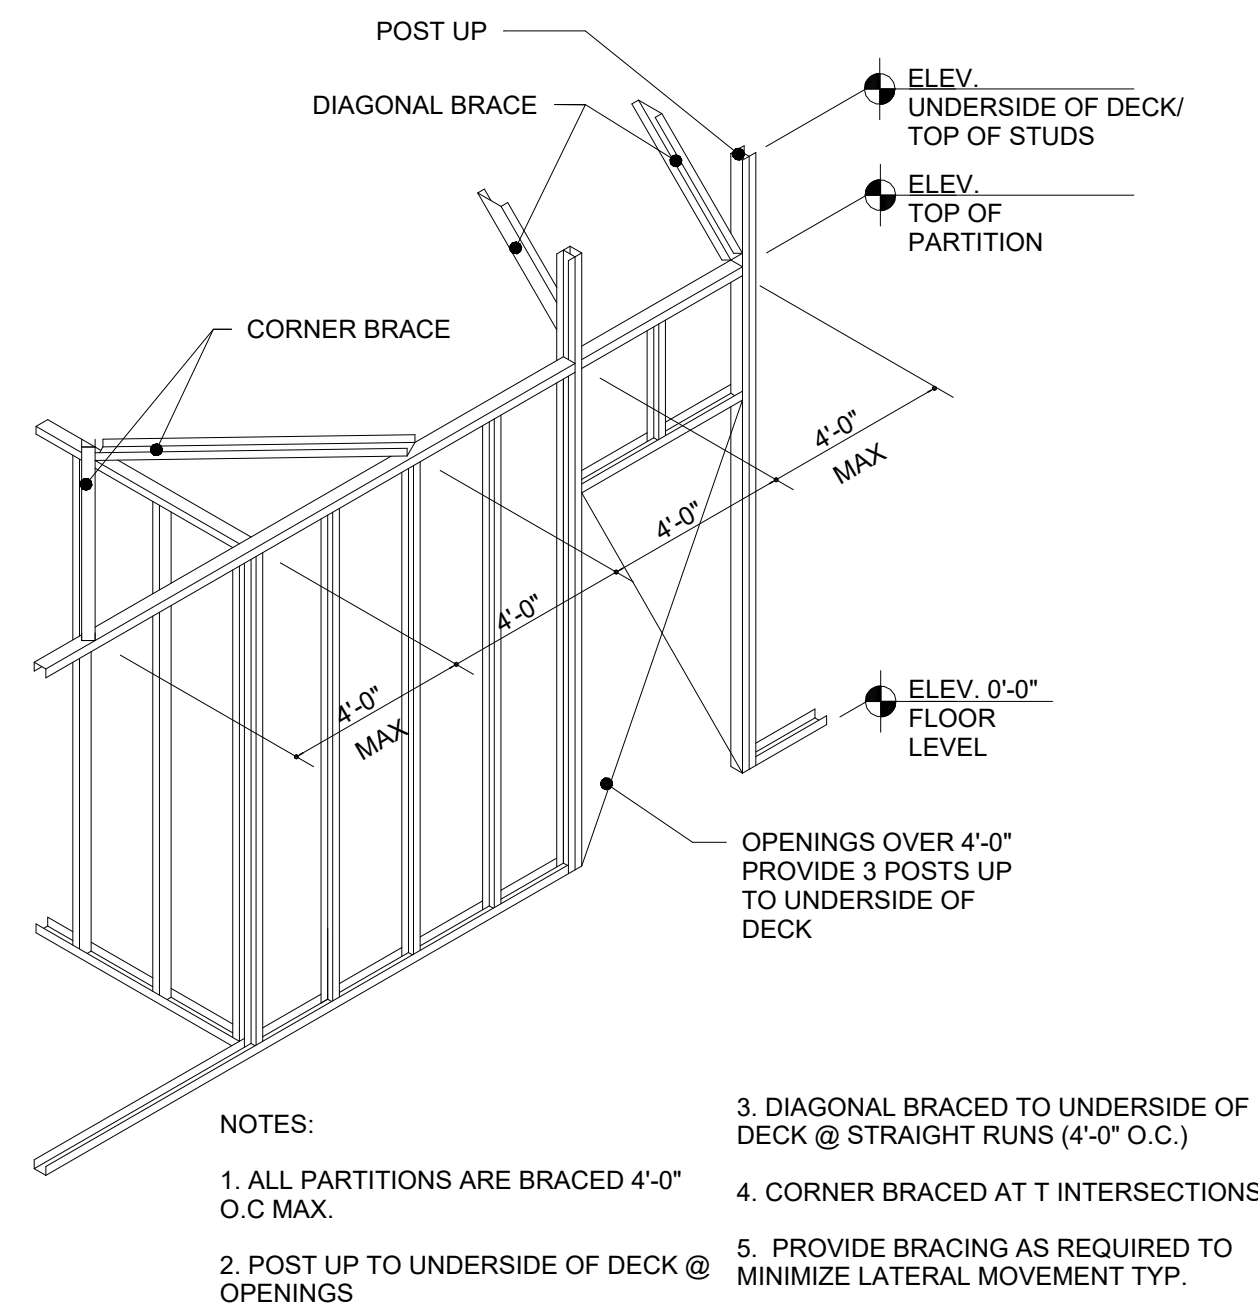 POST UP
DIAGONAL BRACE
ELEV.
UNDERSIDE OF DECK/
TOP OF STUDS
ELEV.
TOP OF
PARTITION
CORNER BRACE
4'-0"
MAX
4'-0"
4'-0"
4'-0"
MAX
ELEV. 0'-0"
FLOOR
LEVEL
OPENINGS OVER 4'-0"
PROVIDE 3 POSTS UP
TO UNDERSIDE OF
DECK
NOTES:
1. ALL PARTITIONS ARE BRACED 4'-0"
O.C MAX.
2. POST UP TO UNDERSIDE OF DECK @
OPENINGS
3. DIAGONAL BRACED TO UNDERSIDE OF
DECK @ STRAIGHT RUNS (4'-0" O.C.)
4. CORNER BRACED AT T INTERSECTIONS
5. PROVIDE BRACING AS REQUIRED TO
MINIMIZE LATERAL MOVEMENT TYP.